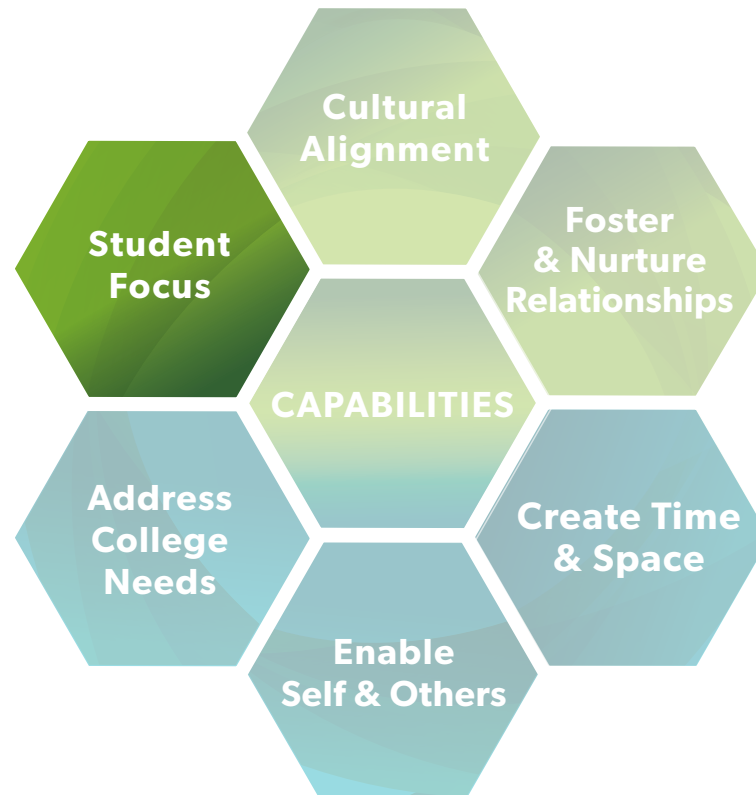 Cultural
Alignment
Student
Focus
Foster
& Nurture
Relationships
CAPABILITIES
Address
College
Needs
Create Time
& Space
Enable
Self & Others